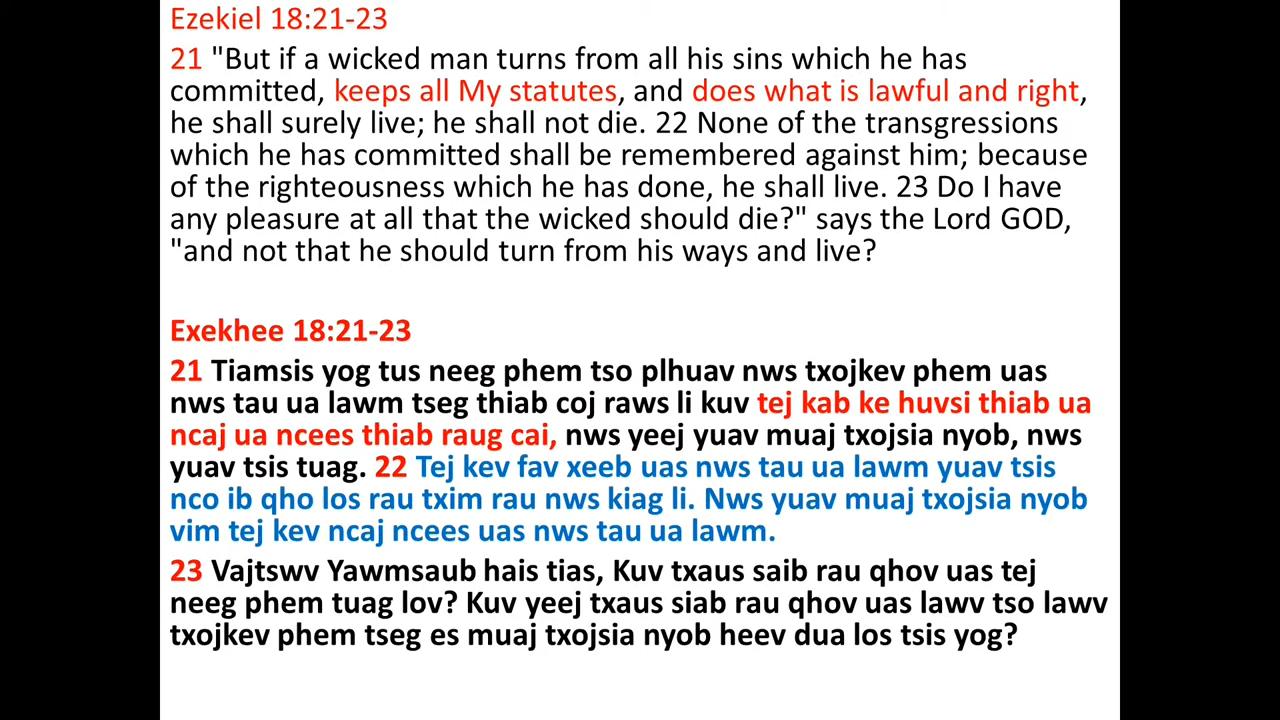 Ezekiel 18:21-23
21 "But if a wicked man turns from all his sins which he has
committed, keeps all My statutes, and does what is lawful and right,
he shall surely live; he shall not die. 22 None of the transgressions
which he has committed shall be remembered against him; because
of the righteousness which he has done, he shall live. 23 Do I have
any pleasure at all that the wicked should die?" says the Lord GOD,
"and not that he should turn from his ways and live?
Exekhee 18:21-23
21 Tiamsis yog tus neeg phem tso plhuav nws txojkev phem uas
nws tau ua lawm tseg thiab coj raws li kuv tej kab ke huvsi thiab ua
ncaj ua ncees thiab raug cai, nws yeej yuav muaj txojsia nyob, nws
yuav tsis tuag. 22 Tej kev fav xeeb uas nws tau ua lawm yuav tsis
nco ib qho los rau txim rau nws kiag li. Nws yuav muaj txojsia nyob
vim tej kev ncaj ncees uas nws tau ua lawm.
23 Vajtswv Yawmsaub hais tias, Kuv txaus saib rau qhov uas tej
neeg phem tuag lov? Kuv yeej txaus siab rau qhov uas lawv tso lawv
txojkev phem tseg es muaj txojsia nyob heev dua los tsis yog?